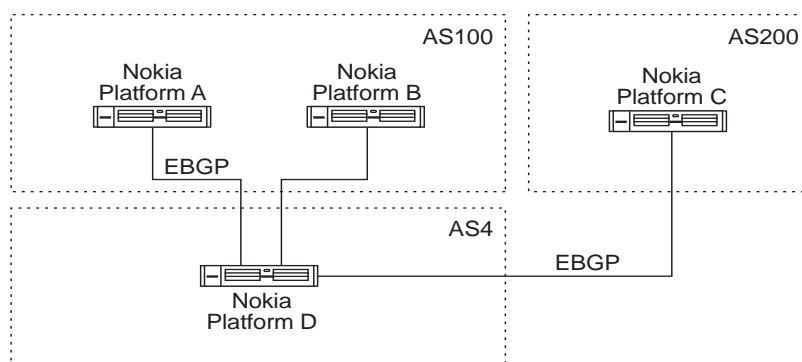 AS100
AS200
Nokia
Platform A
Nokia
Platform B
Nokia
Platform C
EBGP
AS4
EBGP
Nokia
Platform D